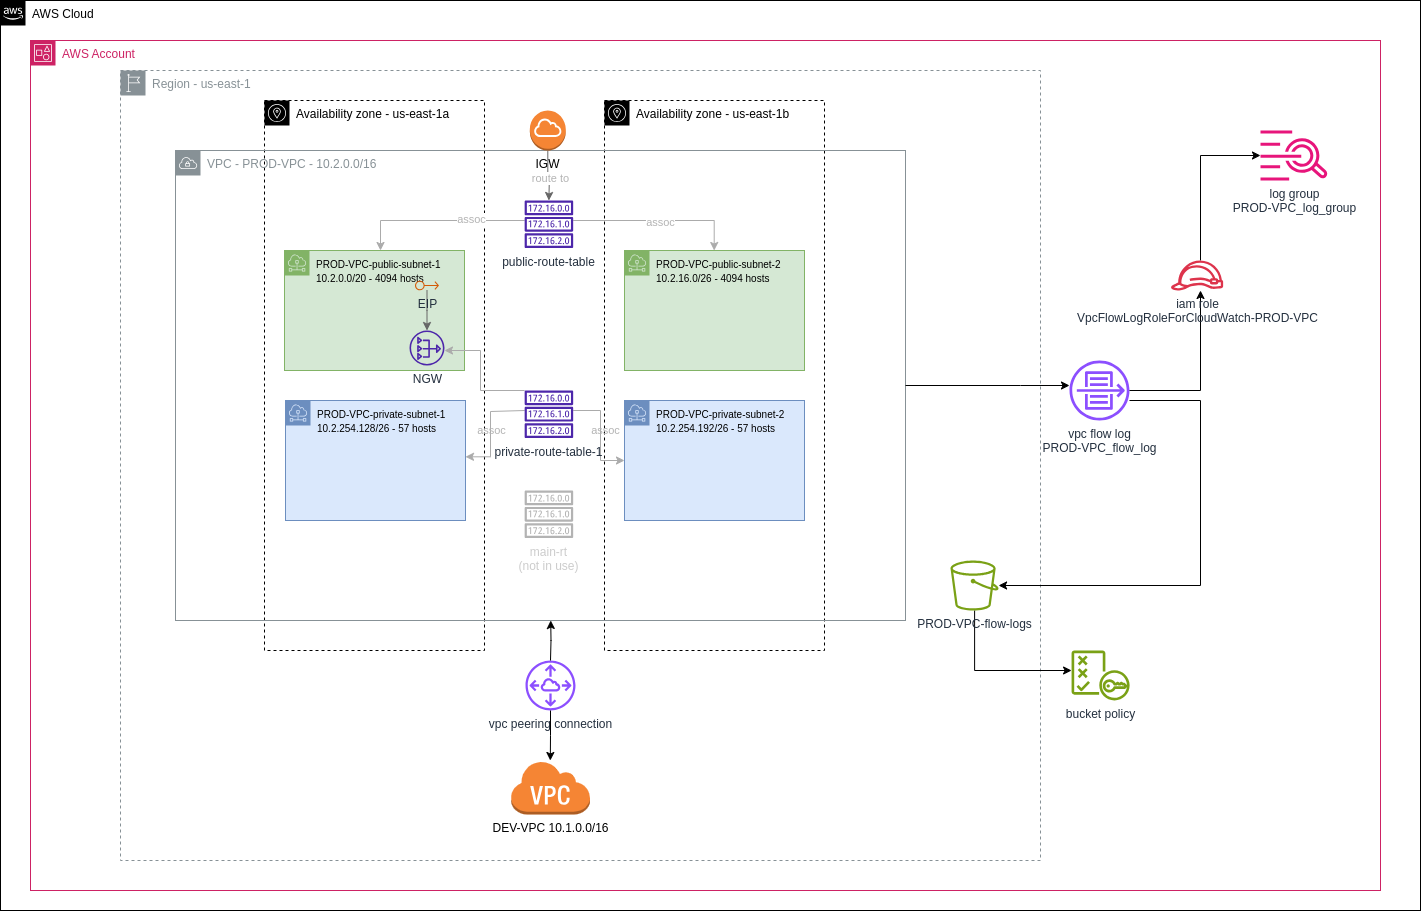 aws
AWS Cloud
AWS Account
Region - us-east-1
Availability zone - us-east-1a
Availability zone - us-east-1b
VPC - PROD-VPC - 10.2.0.0/16
IGW
route to
172.16.0.0
172.16.1.0
172.16.2.0
public-route-table
assoc
assoc
PROD-VPC-public-subnet-1
10.2.0.0/20 - 4094 hosts
EIP
NGW
PROD-VPC-public-subnet-2
10.2.16.0/26 - 4094 hosts
PROD-VPC-private-subnet-1
10.2.254.128/26 - 57 hosts
assoc
172.16.0.0
172.16.1.0
172.16.2.0
private-route-table-1
assoc
PROD-VPC-private-subnet-2
10.2.254.192/26 - 57 hosts
172.16.0.0
172.16.1.0
172.16.2.0
main-rt
(not in use)
vpc peering connection
VPC
DEV-VPC 10.1.0.0/16
log group
PROD-VPC_log_group
iam role
VpcFlowLogRoleForCloudWatch-PROD-VPC
vpc flow log
PROD-VPC_flow_log
PROD-VPC-flow-logs
bucket policy